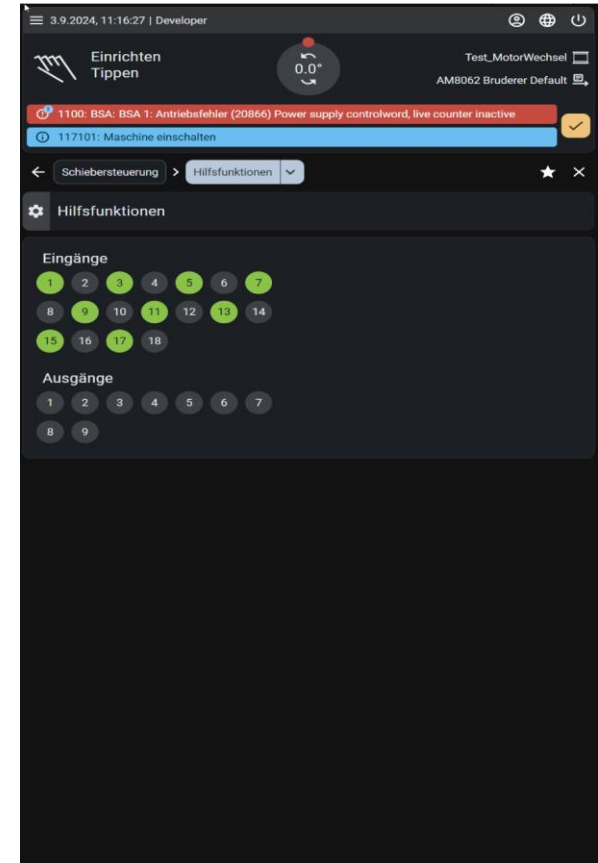 3.9.2024, 11:16:27 | Developer
Einrichten
Tippen
0.0°
Test_MotorWechsel
AM8062 Bruderer Default
1100: BSA: BSA 1: Antriebsfehler (20866) Power supply controlword, live counter inactive
117101: Maschine einschalten
Schiebersteuerung > Hilfsfunktionen
Hilfsfunktionen
Eingänge
1 2 3 4 5 6 7
8 9 10 11 12 13 14
15 16 17 18
Ausgänge
1 2 3 4 5 6 7
8 9